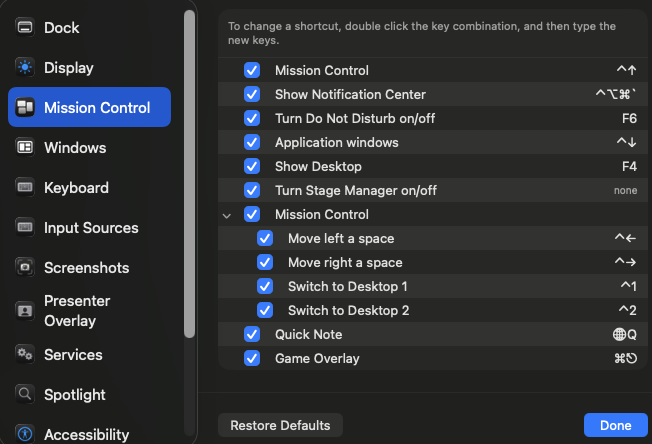 Dock
Display
Mission Control
Windows
Keyboard
Input Sources
Screenshots
Presenter
Overlay
Services
Spotlight
Accessibility
To change a shortcut, double click the key combination, and then type the
new keys.
Mission Control ^↑
Show Notification Center ^⌥⌘`
Turn Do Not Disturb on/off F6
Application windows ^↓
Show Desktop F4
Turn Stage Manager on/off none
Mission Control
Move left a space ^←
Move right a space ^→
Switch to Desktop 1 ^1
Switch to Desktop 2 ^2
Quick Note 🌐Q
Game Overlay ⌘⎋
Restore Defaults Done